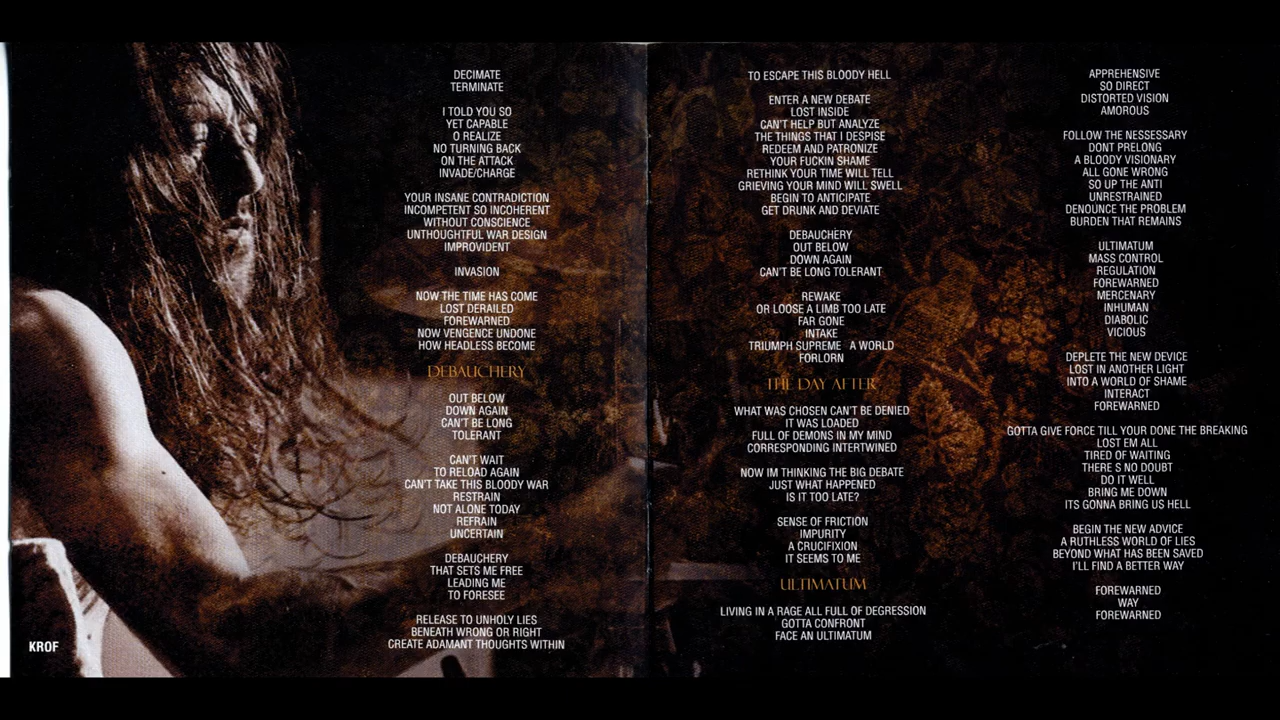 DECIMATE
TERMINATE
I TOLD YOU SO
YET CAPABLE
O REALIZE
NO TURNING BACK
ON THE ATTACK
INVADE/CHARGE
YOUR INSANE CONTRADICTION
INCOMPETENT SO INCOHERENT
WITHOUT CONSCIENCE
UNTHOUGHTFUL WAR DESIGN
IMPROVIDENT
INVASION
NOW THE TIME HAS COME
LOST DERAILED
FOREWARNED
NOW VENGENCE UNDONE
HOW HEADLESS BECOME
DEBAUCHERY
OUT BELOW
DOWN AGAIN
CAN'T BE LONG
TOLERANT
CAN'T WAIT
TO RELOAD AGAIN
CAN'T TAKE THIS BLOODY WAR
RESTRAIN
NOT ALONE TODAY
REFRAIN
UNCERTAIN
DEBAUCHERY
THAT SETS ME FREE
LEADING ME
TO FORESEE
RELEASE TO UNHOLY LIES
BENEATH WRONG OR RIGHT
CREATE ADAMANT THOUGHTS WITHIN
KROF
TO ESCAPE THIS BLOODY HELL
ENTER A NEW DEBATE
LOST INSIDE
CAN'T HELP BUT ANALYZE
THE THINGS THAT I DESPISE
REDEEM AND PATRONIZE
YOUR FUCKIN SHAME
RETHINK YOUR TIME WILL TELL
GRIEVING YOUR MIND WILL SWELL
BEGIN TO ANTICIPATE
GET DRUNK AND DEVIATE
DEBAUCHERY
OUT BELOW
DOWN AGAIN
CAN'T BE LONG TOLERANT
REWAKE
OR LOOSE A LIMB TOO LATE
FAR GONE
INTAKE
TRIUMPH SUPREME A WORLD
FORLORN
THE DAY AFTER
WHAT WAS CHOSEN CAN'T BE DENIED
IT WAS LOADED
FULL OF DEMONS IN MY MIND
CORRESPONDING INTERTWINED
NOW IM THINKING THE BIG DEBATE
JUST WHAT HAPPENED
IS IT TOO LATE?
SENSE OF FRICTION
IMPURITY
A CRUCIFIXION
IT SEEMS TO ME
ULTIMATUM
LIVING IN A RAGE ALL FULL OF DEGRESSION
GOTTA CONFRONT
FACE AN ULTIMATUM
APPREHENSIVE
SO DIRECT
DISTORTED VISION
AMOROUS
FOLLOW THE NESSESSARY
DONT PRELONG
A BLOODY VISIONARY
ALL GONE WRONG
SO UP THE ANTI
UNRESTRAINED
DENOUNCE THE PROBLEM
BURDEN THAT REMAINS
ULTIMATUM
MASS CONTROL
REGULATION
FOREWARNED
MERCENARY
INHUMAN
DIABOLIC
VICIOUS
DEPLETE THE NEW DEVICE
LOST IN ANOTHER LIGHT
INTO A WORLD OF SHAME
INTERACT
FOREWARNED
GOTTA GIVE FORCE TILL YOUR DONE THE BREAKING
LOST EM ALL
TIRED OF WAITING
THERE S NO DOUBT
DO IT WELL
BRING ME DOWN
ITS GONNA BRING US HELL
BEGIN THE NEW ADVICE
A RUTHLESS WORLD OF LIES
BEYOND WHAT HAS BEEN SAVED
I'LL FIND A BETTER WAY
FOREWARNED
WAY
FOREWARNED